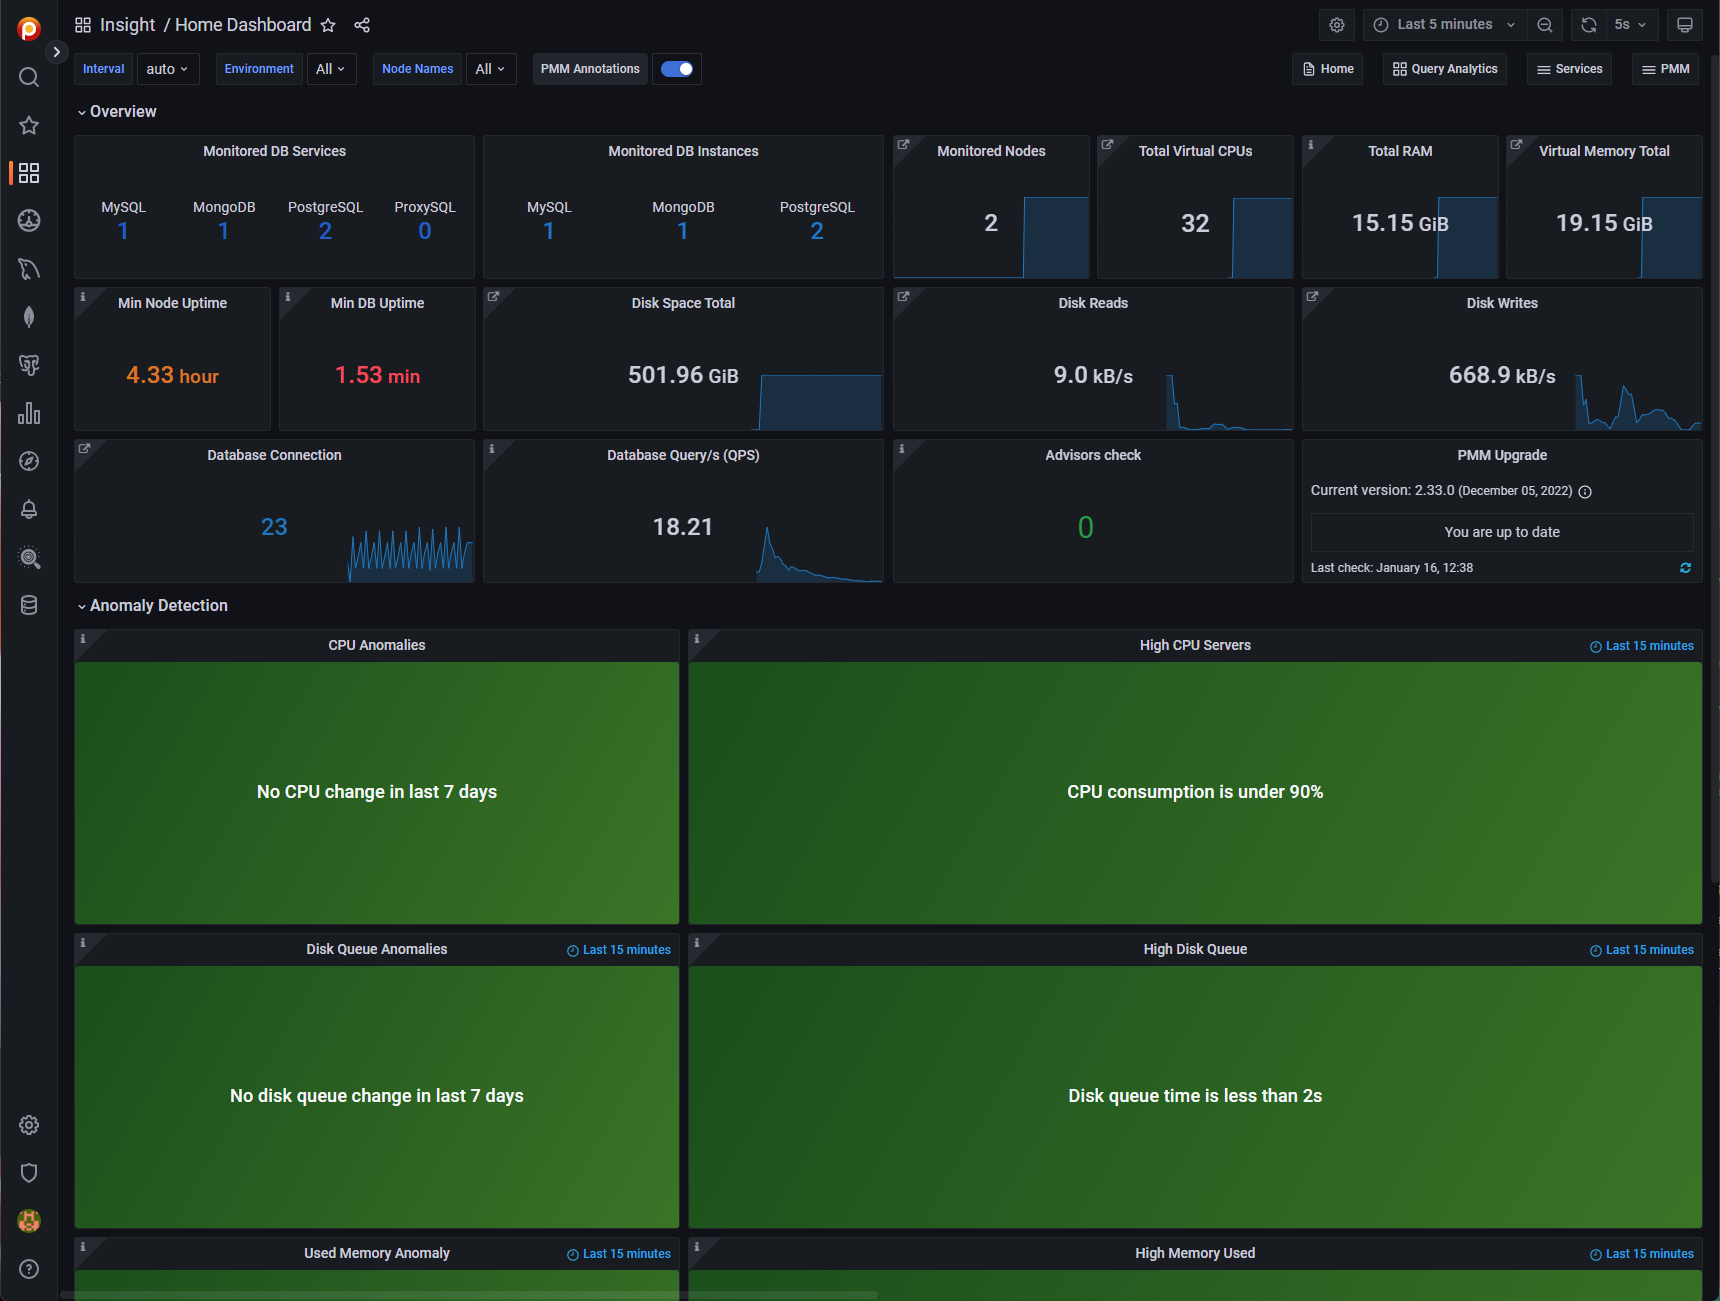 Insight / Home Dashboard
Last 5 minutes
5s
Interval auto Environment All Node Names All PMM Annotations
Home Query Analytics Services PMM
Overview
Monitored DB Services
MySQL MongoDB PostgreSQL ProxySQL
1 1 2 0
Monitored DB Instances
MySQL MongoDB PostgreSQL
1 1 2
Monitored Nodes
2
Total Virtual CPUs
32
Total RAM
15.15 GiB
Virtual Memory Total
19.15 GiB
Min Node Uptime
4.33 hour
Min DB Uptime
1.53 min
Disk Space Total
501.96 GiB
Disk Reads
9.0 kB/s
Disk Writes
668.9 kB/s
Database Connection
23
Database Query/s (QPS)
18.21
Advisors check
0
PMM Upgrade
Current version: 2.33.0 (December 05, 2022)
You are up to date
Last check: January 16, 12:38
Anomaly Detection
CPU Anomalies
No CPU change in last 7 days
High CPU Servers
Last 15 minutes
CPU consumption is under 90%
Disk Queue Anomalies
Last 15 minutes
No disk queue change in last 7 days
High Disk Queue
Last 15 minutes
Disk queue time is less than 2s
Used Memory Anomaly
Last 15 minutes
High Memory Used
Last 15 minutes